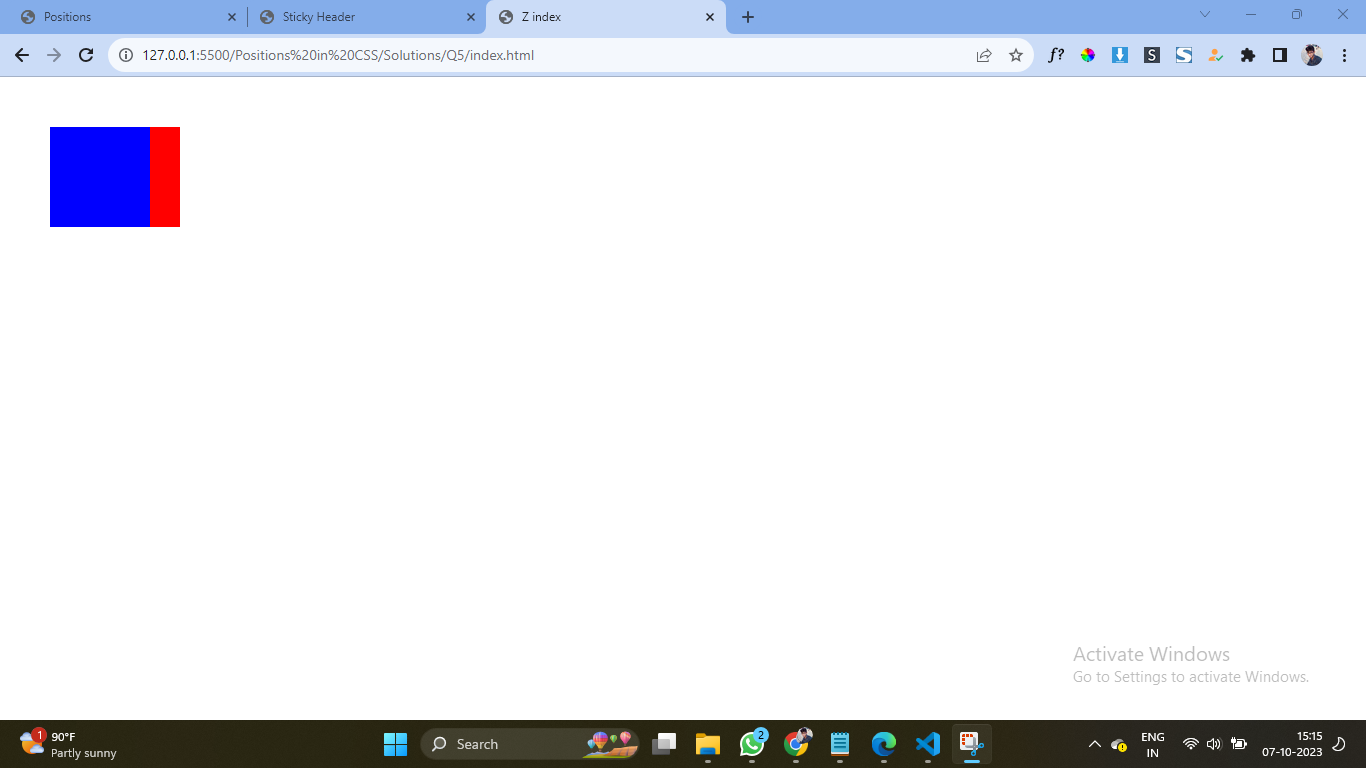 Positions
Sticky Header
Z index
127.0.0.1:5500/Positions%20in%20CSS/Solutions/Q5/index.html
f?
S
S
Activate Windows
Go to Settings to activate Windows.
1
90°F
Partly sunny
Search
2
ENG
IN
15:15
07-10-2023